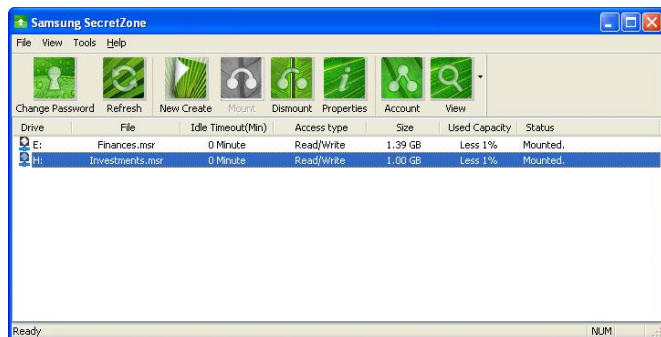 Samsung SecretZone
File View Tools Help
Change Password Refresh New Create Mount Dismount Properties Account View
Drive File Idle Timeout(Min) Access type Size Used Capacity Status
E: Finances.msr 0 Minute Read/Write 1.39 GB Less 1% Mounted.
H: Investments.msr 0 Minute Read/Write 1.00 GB Less 1% Mounted.
Ready NUM